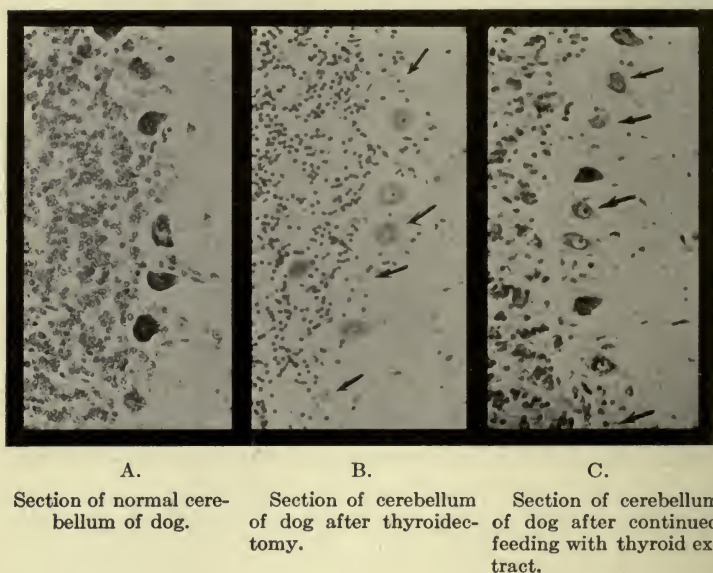 A.
Section of normal cere-
bellum of dog.
B.
Section of cerebellum
of dog after thyroidec-
tomy.
C.
Section of cerebellum
of dog after continued
feeding with thyroid ex
tract.